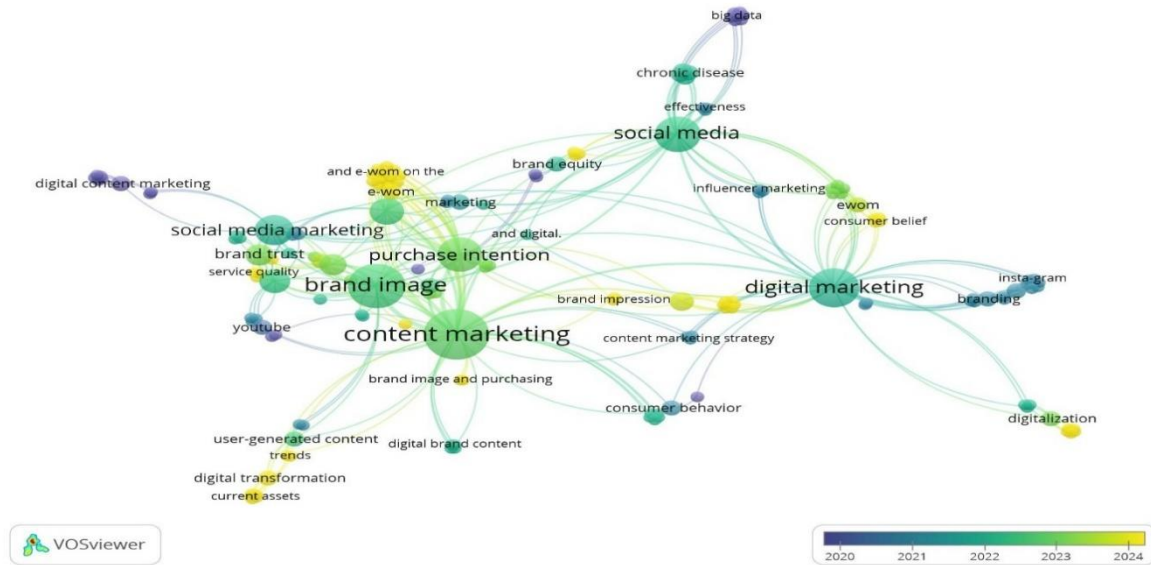 big data
chronic disease
effectiveness
social media
and e-wom on the
brand equity
digital content marketing
e-wom
marketing
influencer marketing
ewom
consumer belief
social media marketing
and digital.
brand trust
purchase intention
service quality
brand image
digital marketing
insta-gram
brand impression
branding
youtube
content marketing
content marketing strategy
brand image and purchasing
consumer behavior
digitalization
user-generated content
digital brand content
trends
digital transformation
current assets
VOSviewer
2020 2021 2022 2023 2024